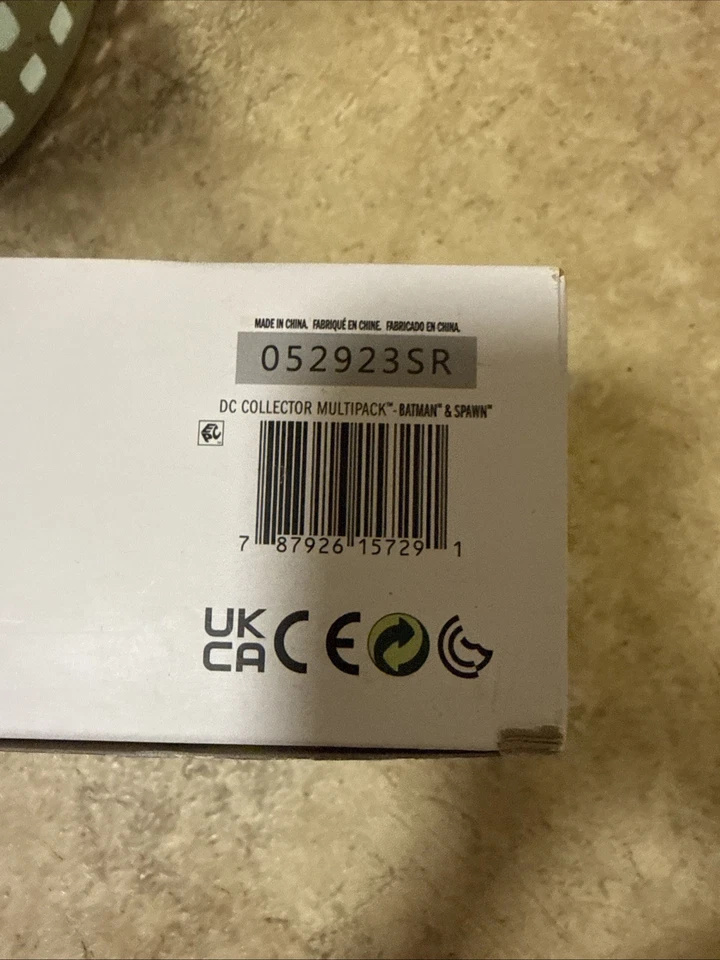 MADE IN CHINA. FABRIQUÉ EN CHINE. FABRICADO EN CHINA.
052923SR
DC COLLECTOR MULTIPACK™ - BATMAN™ & SPAWN™
7 87926 15729 1
UK
CA CE